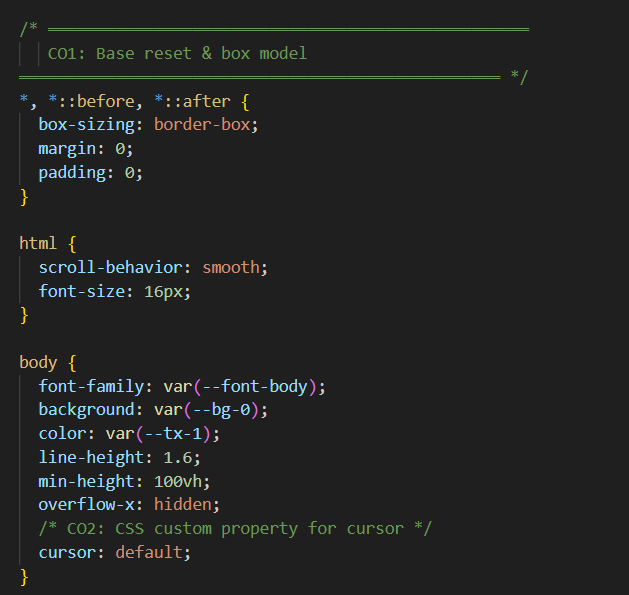 /* ═══════════════════════════════════════════════════
CO1: Base reset & box model
═══════════════════════════════════════════════════ */
*, *::before, *::after {
box-sizing: border-box;
margin: 0;
padding: 0;
}
html {
scroll-behavior: smooth;
font-size: 16px;
}
body {
font-family: var(--font-body);
background: var(--bg-0);
color: var(--tx-1);
line-height: 1.6;
min-height: 100vh;
overflow-x: hidden;
/* CO2: CSS custom property for cursor */
cursor: default;
}